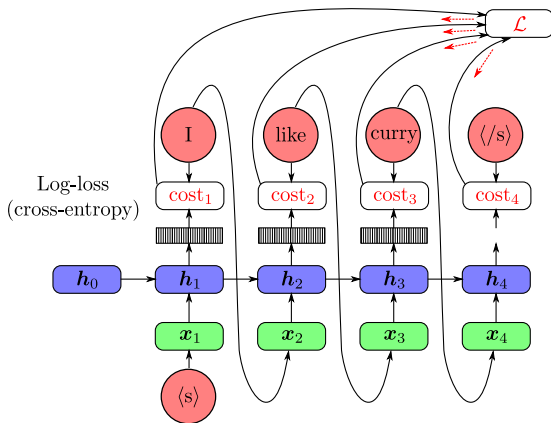 𝓛
I like curry ⟨/s⟩
Log-loss
(cross-entropy)
cost₁ cost₂ cost₃ cost₄
h₀ h₁ h₂ h₃ h₄
x₁ x₂ x₃ x₄
⟨s⟩